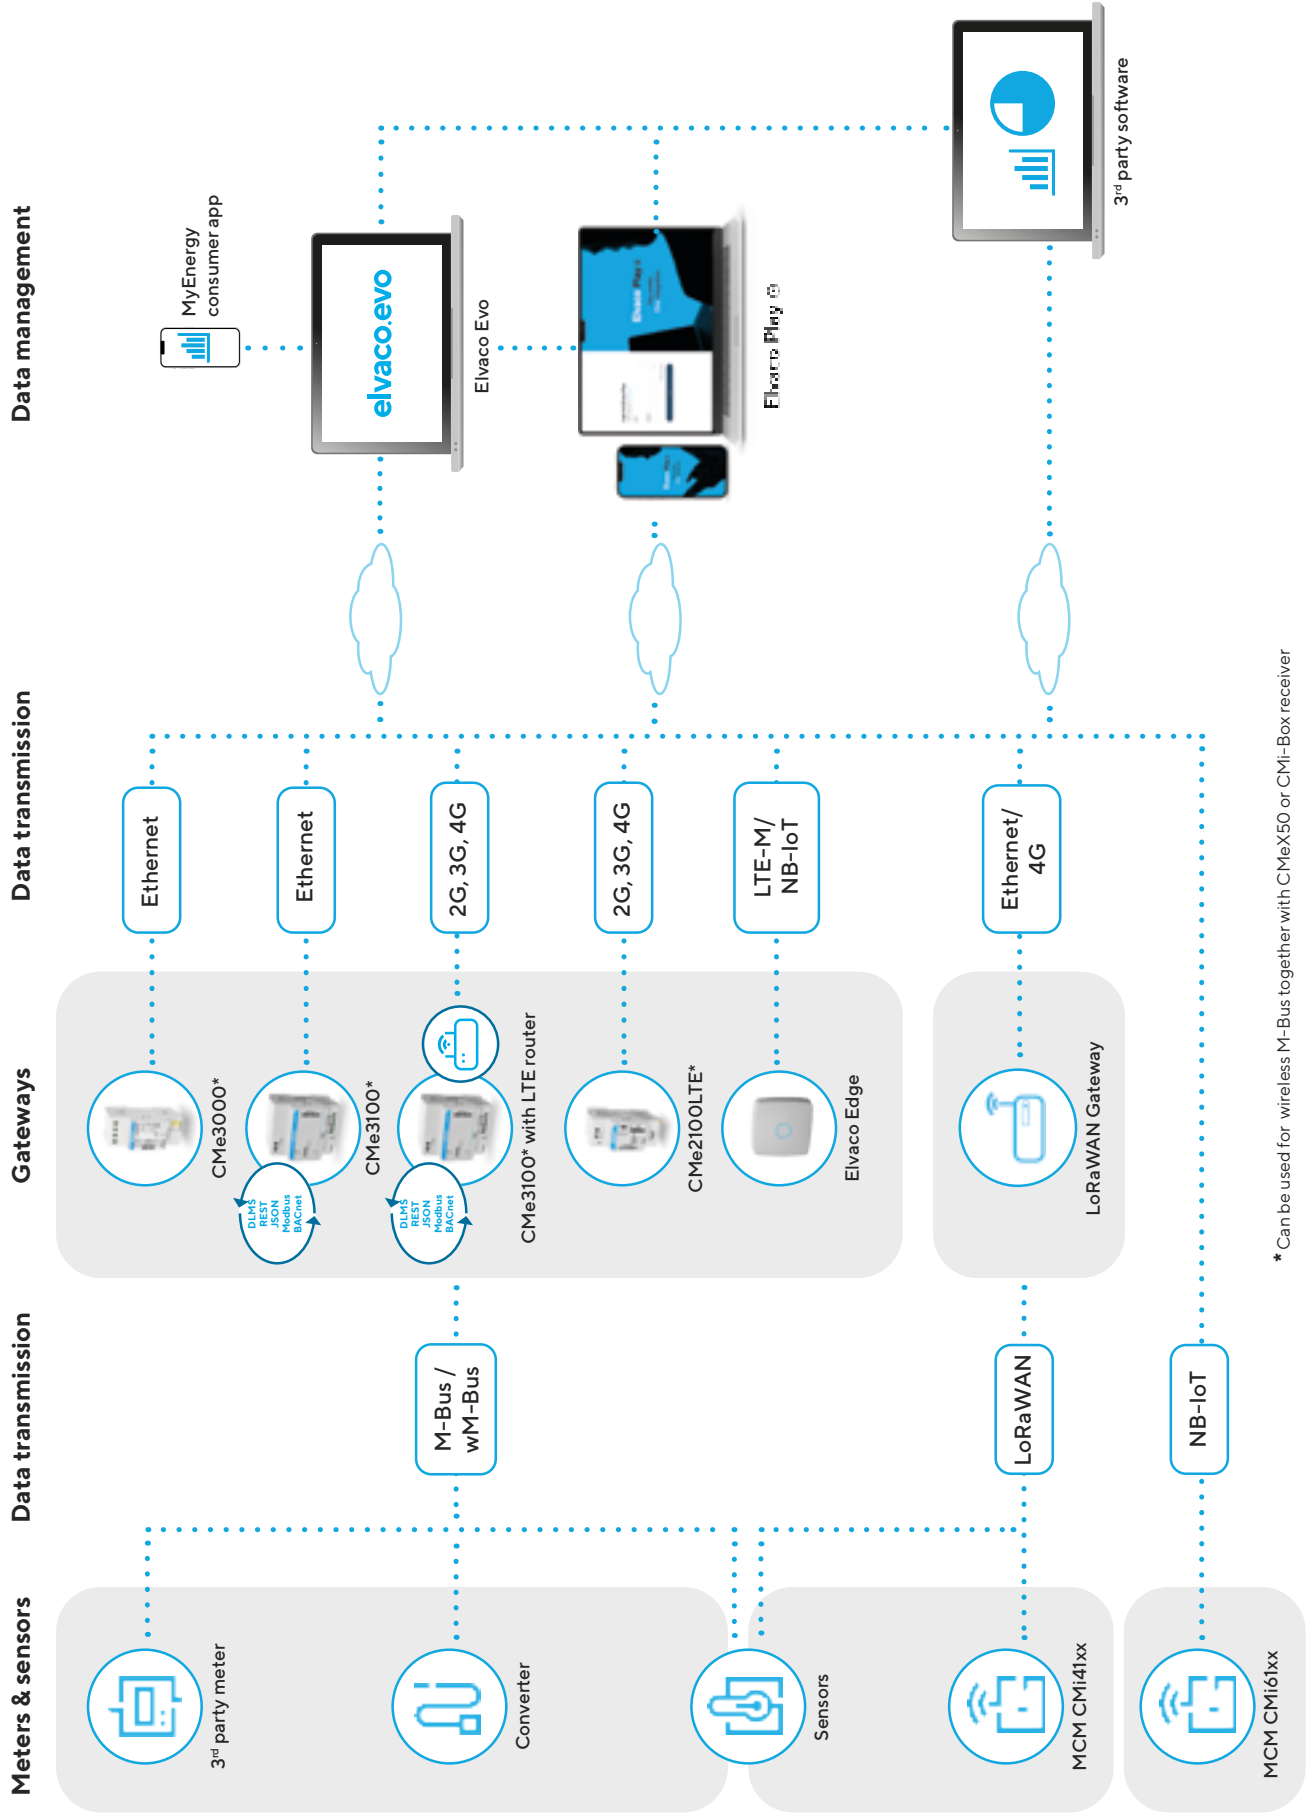 Meters & sensors
Data transmission
Gateways
Data transmission
Data management
3rd party meter
Converter
Sensors
MCM CMi41xx
MCM CMi61xx
M-Bus /
wM-Bus
LoRaWAN
NB-IoT
CMe3000*
DLMS
REST
JSON
Modbus
BACnet
CMe3100*
DLMS
REST
JSON
Modbus
BACnet
CMe3100* with LTE router
CMe2100LTE*
Elvaco Edge
LoRaWAN Gateway
Ethernet
Ethernet
2G, 3G, 4G
2G, 3G, 4G
LTE-M/
NB-IoT
Ethernet/
4G
MyEnergy
consumer app
elvaco.evo
Elvaco Evo
Elvaco Play
Elvaco Play
3rd party software
* Can be used for wireless M-Bus together with CMeX50 or CMi-Box receiver